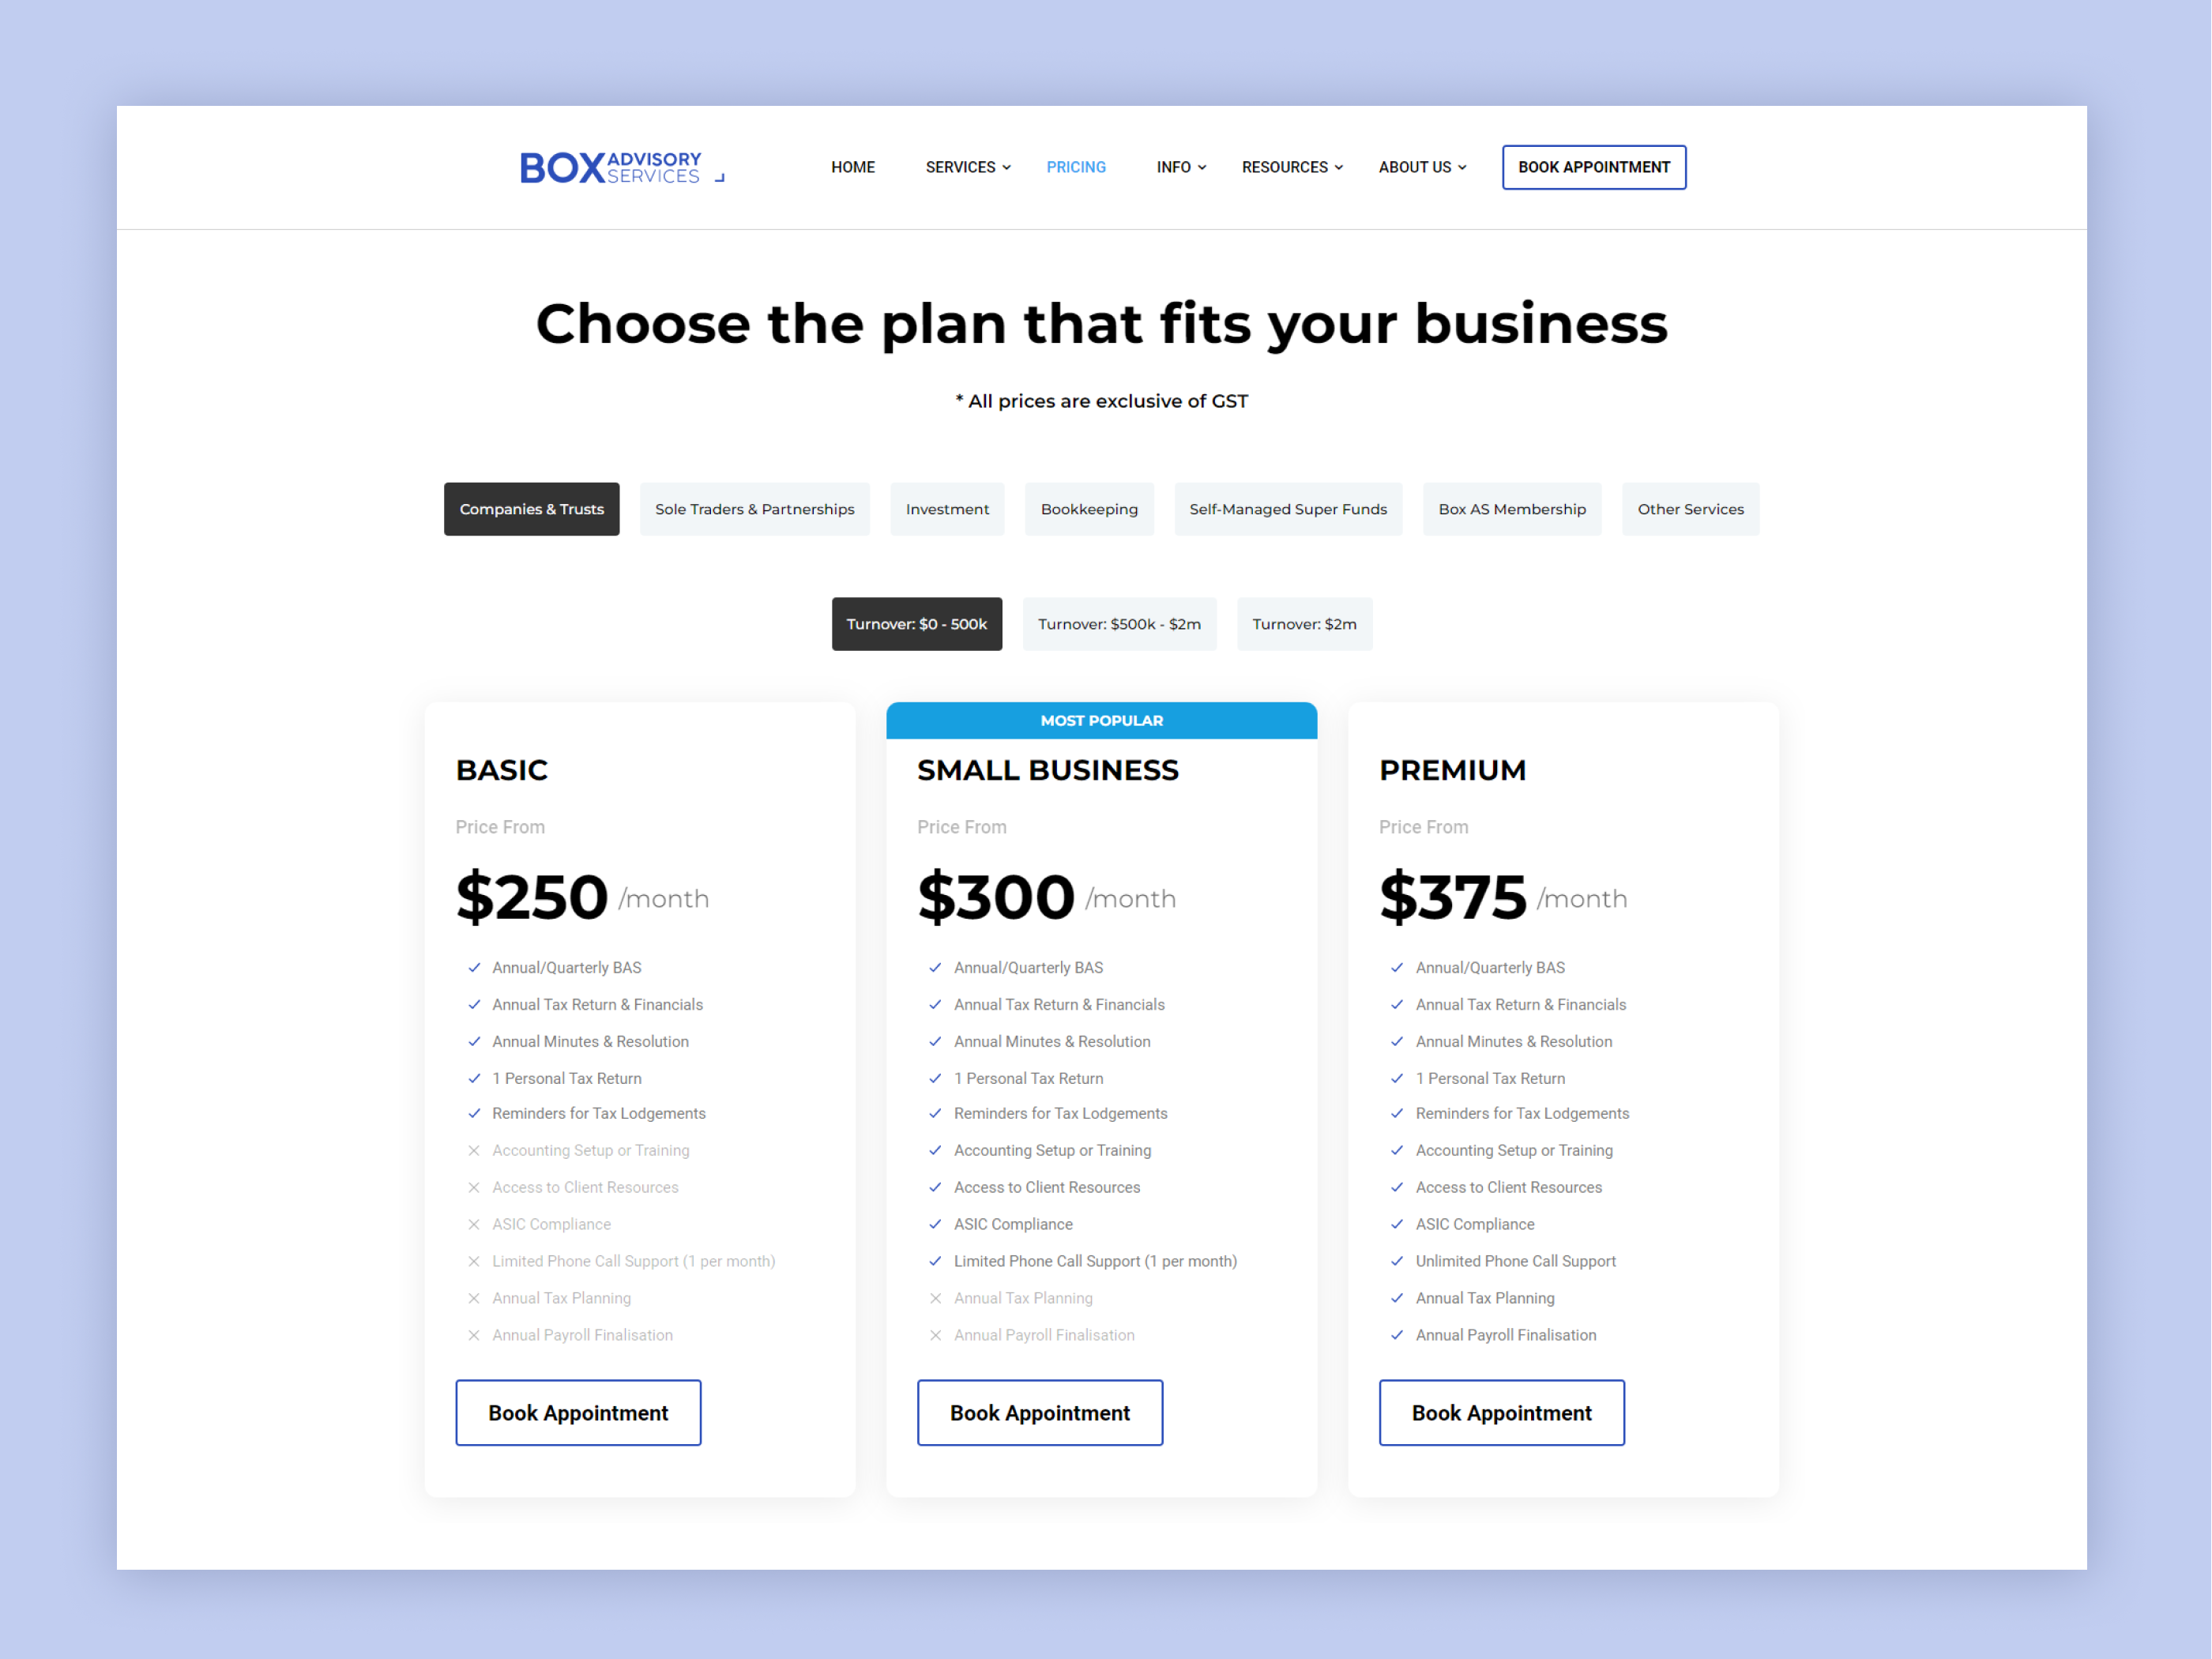 BOX ADVISORY SERVICES
HOME SERVICES PRICING INFO RESOURCES ABOUT US BOOK APPOINTMENT
Choose the plan that fits your business
* All prices are exclusive of GST
Companies & Trusts Sole Traders & Partnerships Investment Bookkeeping Self-Managed Super Funds Box AS Membership Other Services
Turnover: $0 - 500k Turnover: $500k - $2m Turnover: $2m
BASIC
Price From
$250 /month
Annual/Quarterly BAS
Annual Tax Return & Financials
Annual Minutes & Resolution
1 Personal Tax Return
Reminders for Tax Lodgements
Accounting Setup or Training
Access to Client Resources
ASIC Compliance
Limited Phone Call Support (1 per month)
Annual Tax Planning
Annual Payroll Finalisation
Book Appointment
MOST POPULAR
SMALL BUSINESS
Price From
$300 /month
Annual/Quarterly BAS
Annual Tax Return & Financials
Annual Minutes & Resolution
1 Personal Tax Return
Reminders for Tax Lodgements
Accounting Setup or Training
Access to Client Resources
ASIC Compliance
Limited Phone Call Support (1 per month)
Annual Tax Planning
Annual Payroll Finalisation
Book Appointment
PREMIUM
Price From
$375 /month
Annual/Quarterly BAS
Annual Tax Return & Financials
Annual Minutes & Resolution
1 Personal Tax Return
Reminders for Tax Lodgements
Accounting Setup or Training
Access to Client Resources
ASIC Compliance
Unlimited Phone Call Support
Annual Tax Planning
Annual Payroll Finalisation
Book Appointment